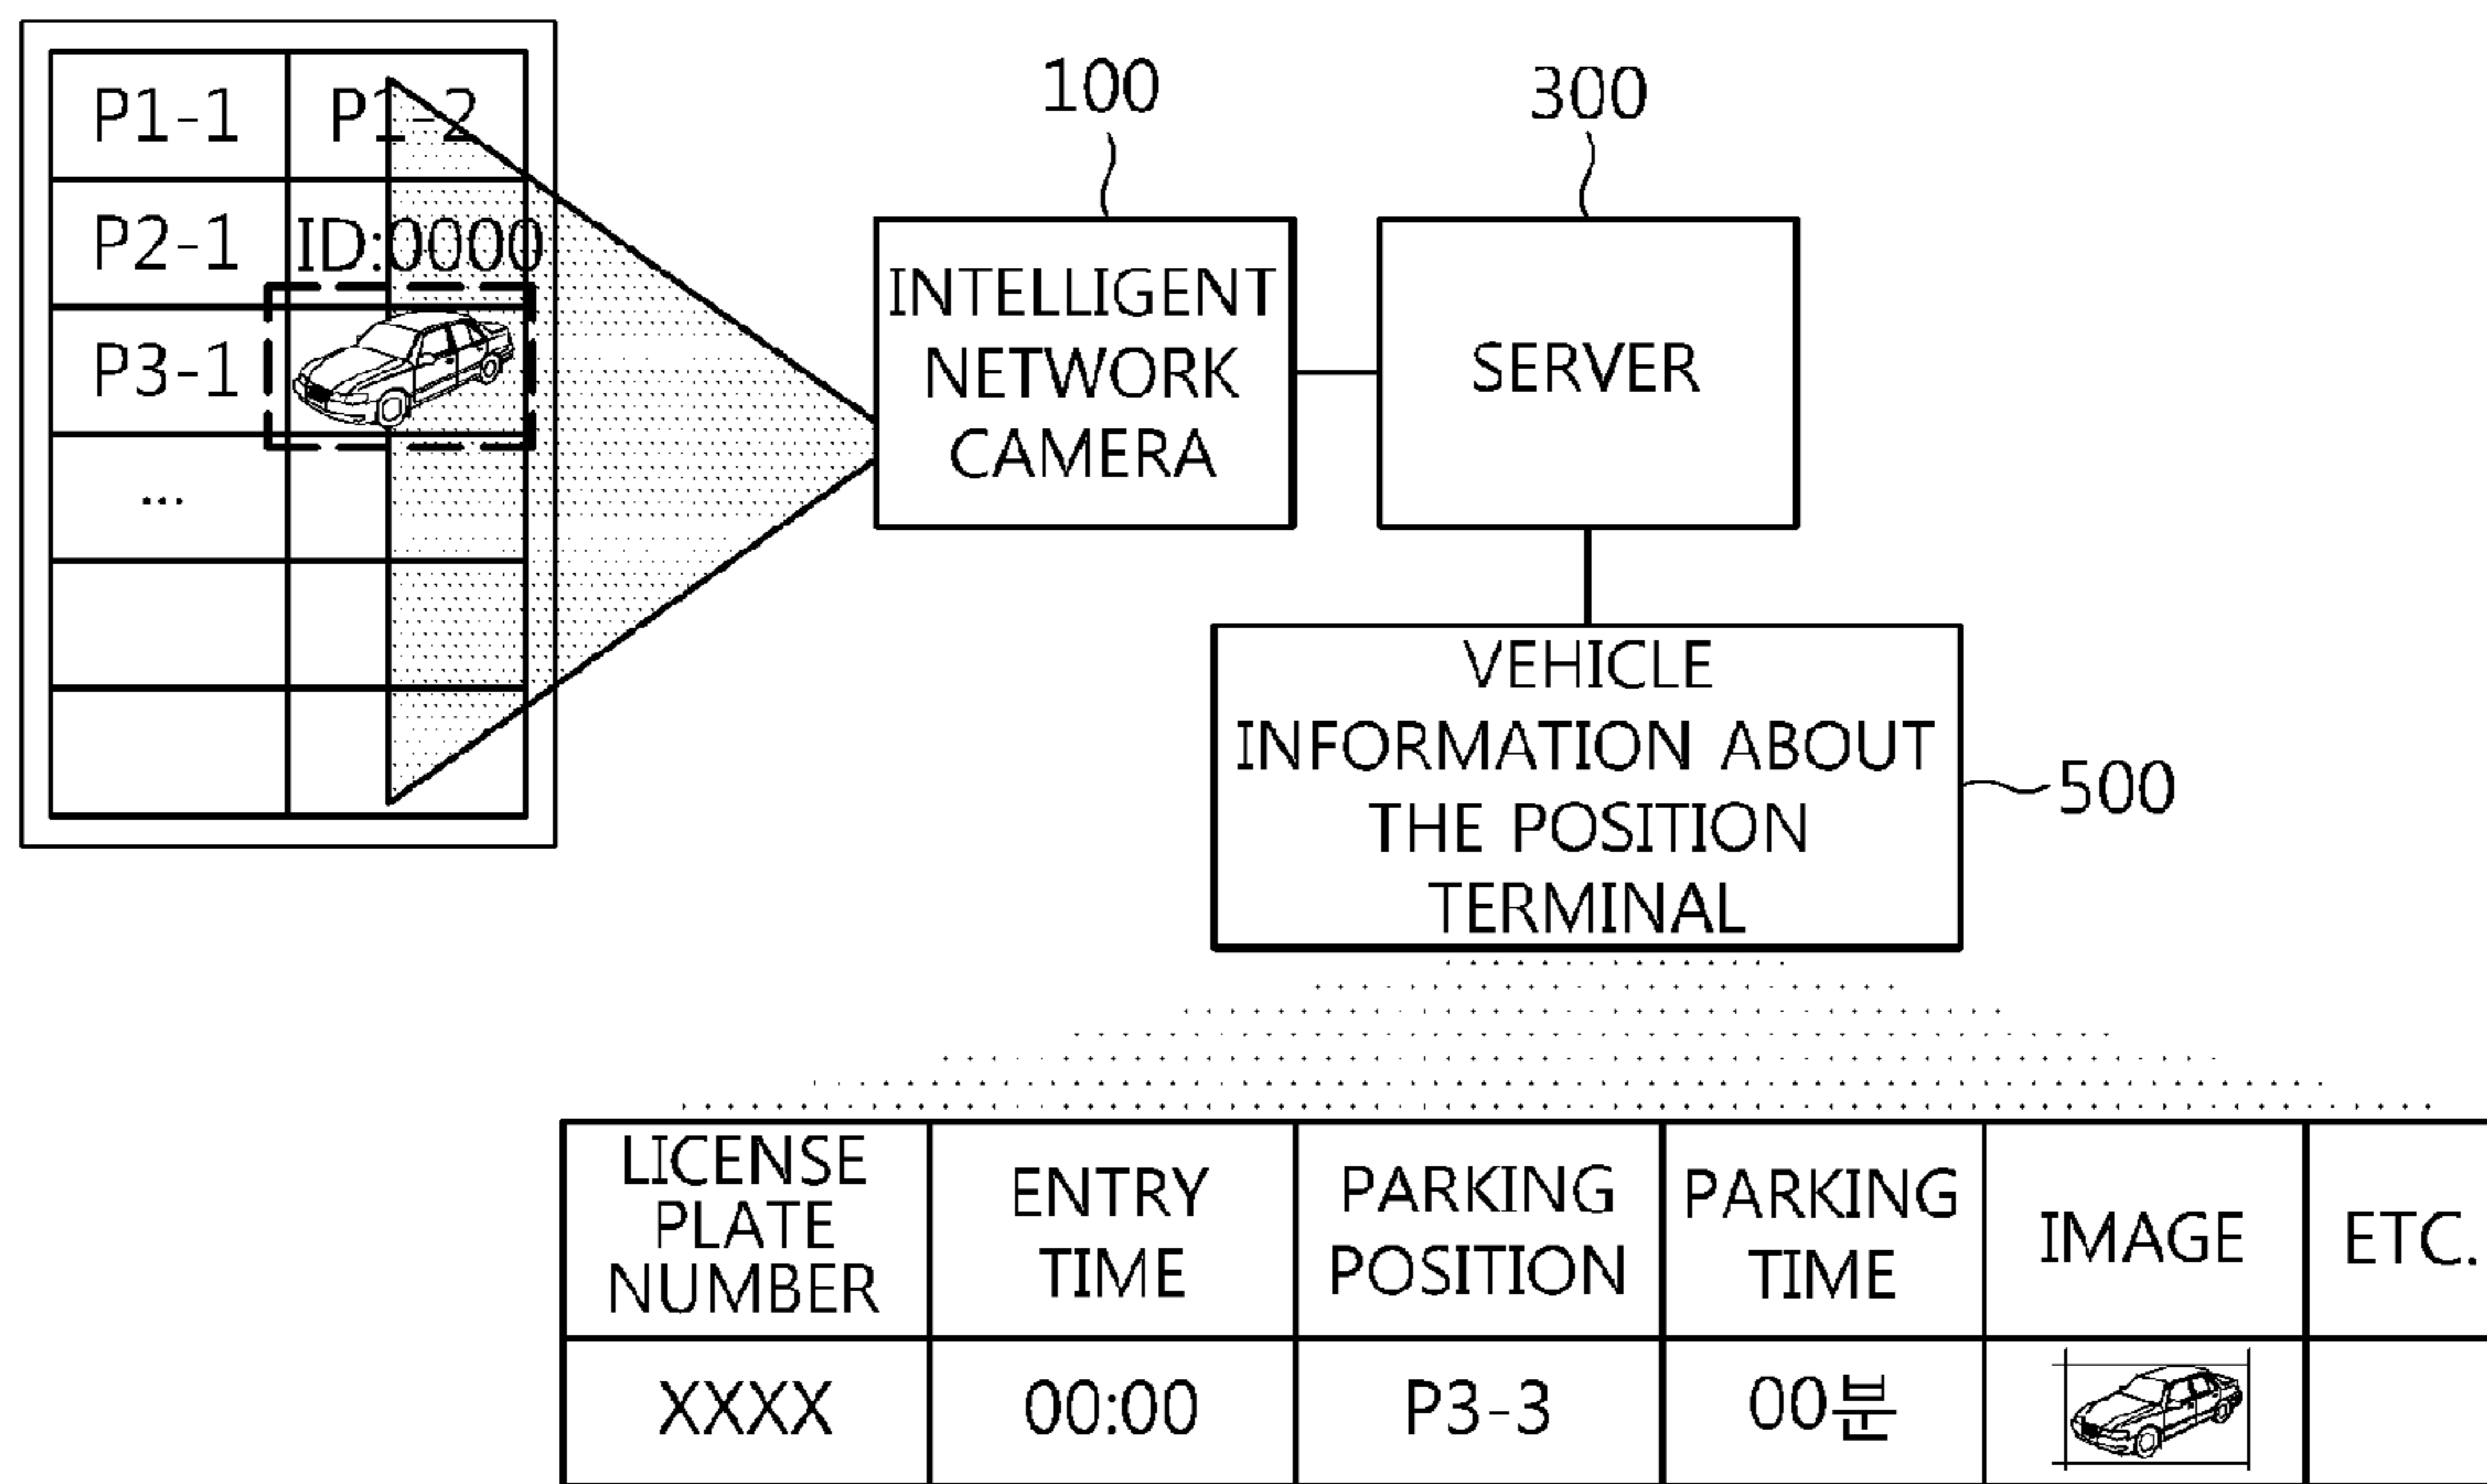 P1-1
P1-2
P2-1
ID:0000
P3-1
...
100
INTELLIGENT
NETWORK
CAMERA
300
SERVER
VEHICLE
INFORMATION ABOUT
THE POSITION
TERMINAL
500
LICENSE
PLATE
NUMBER
ENTRY
TIME
PARKING
POSITION
PARKING
TIME
IMAGE
ETC.
XXXX
00:00
P3-3
00분